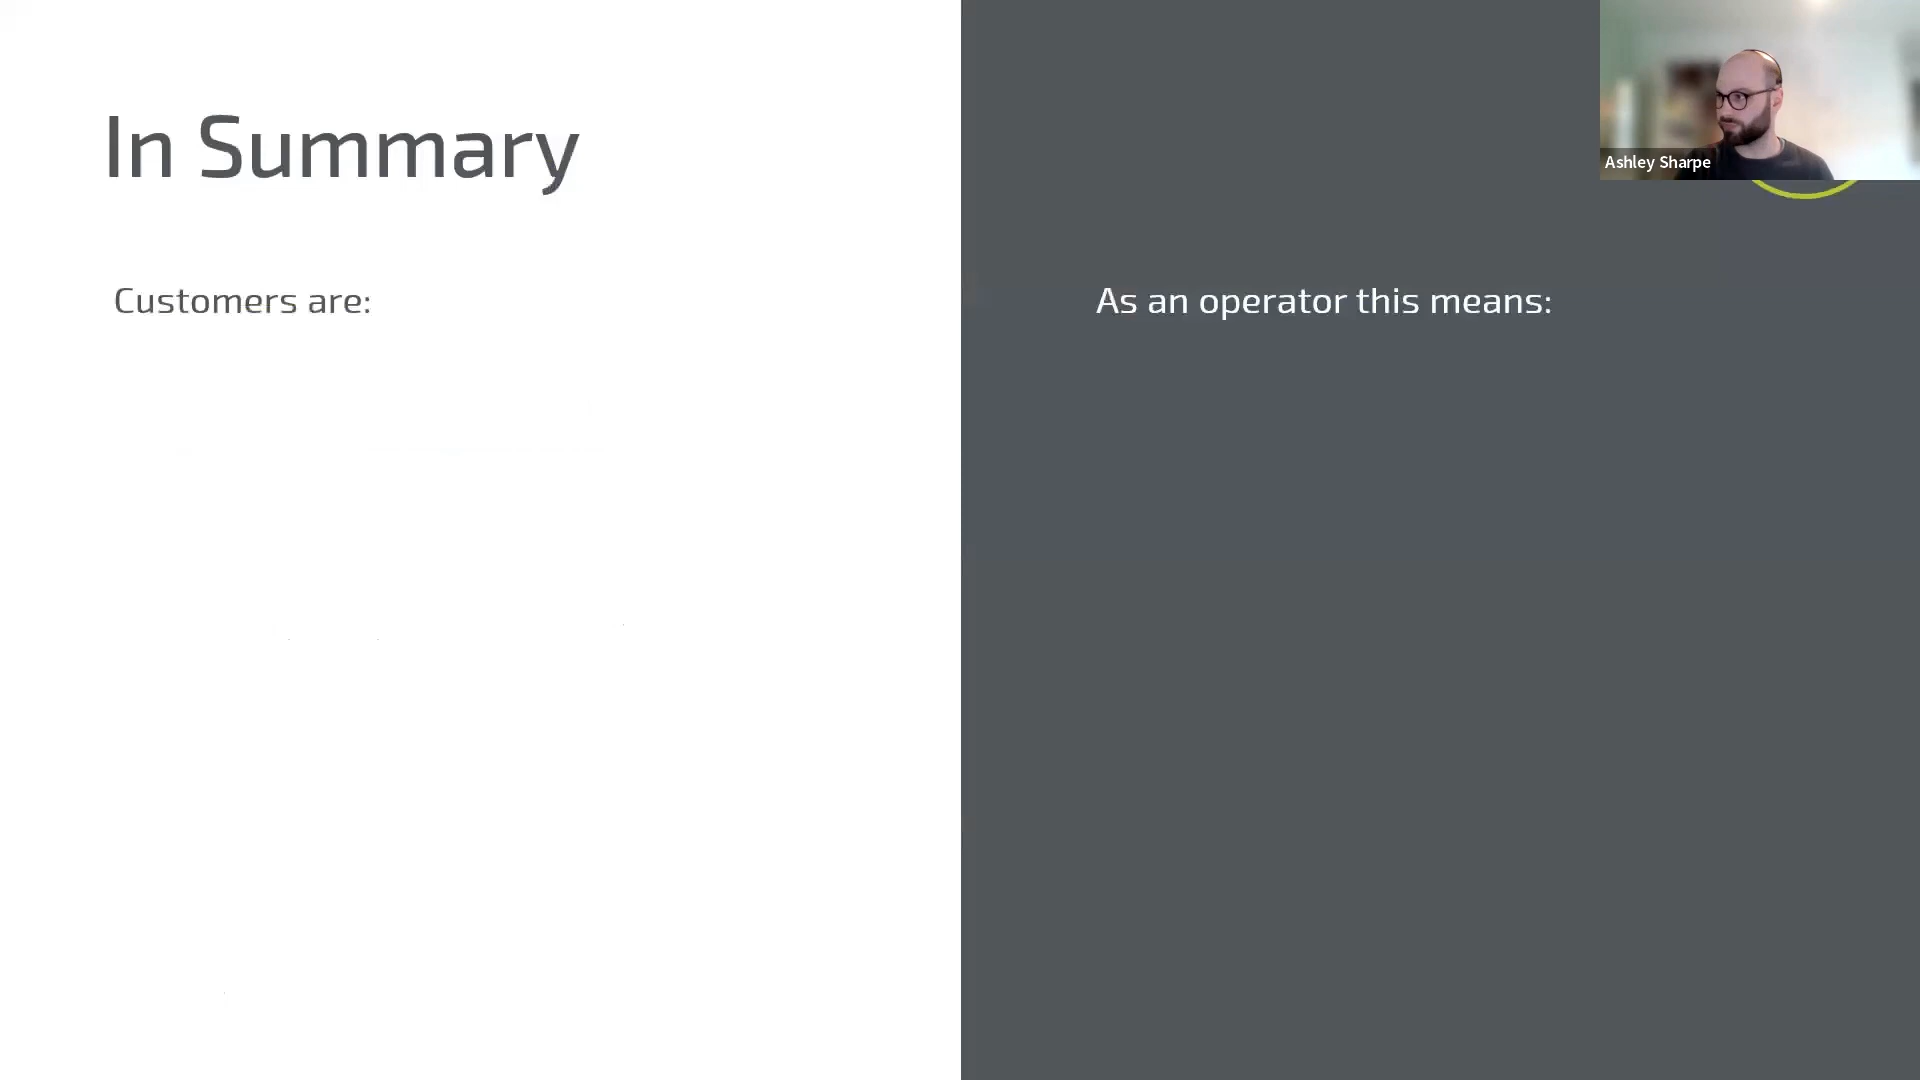 In Summary
Customers are:
As an operator this means:
Ashley Sharpe